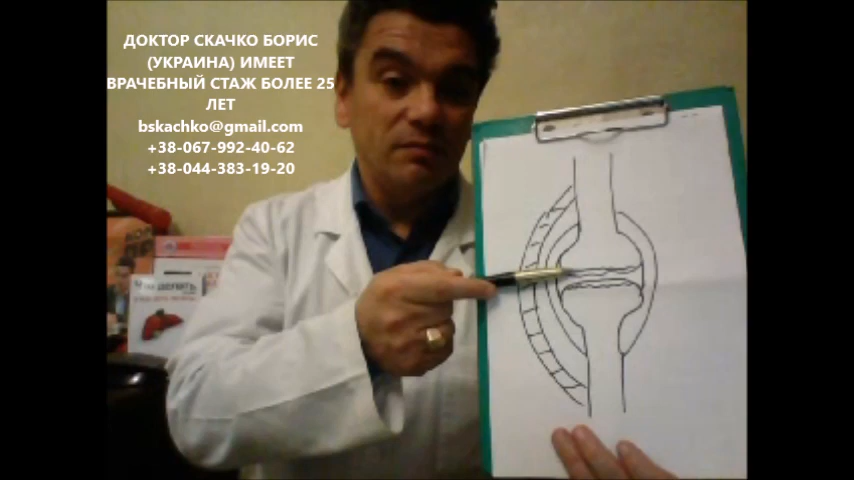 ДОКТОР СКАЧКО БОРИС
(УКРАИНА) ИМЕЕТ
ВРАЧЕБНЫЙ СТАЖ БОЛЕЕ 25
ЛЕТ
bskachko@gmail.com
+38-067-992-40-62
+38-044-383-19-20